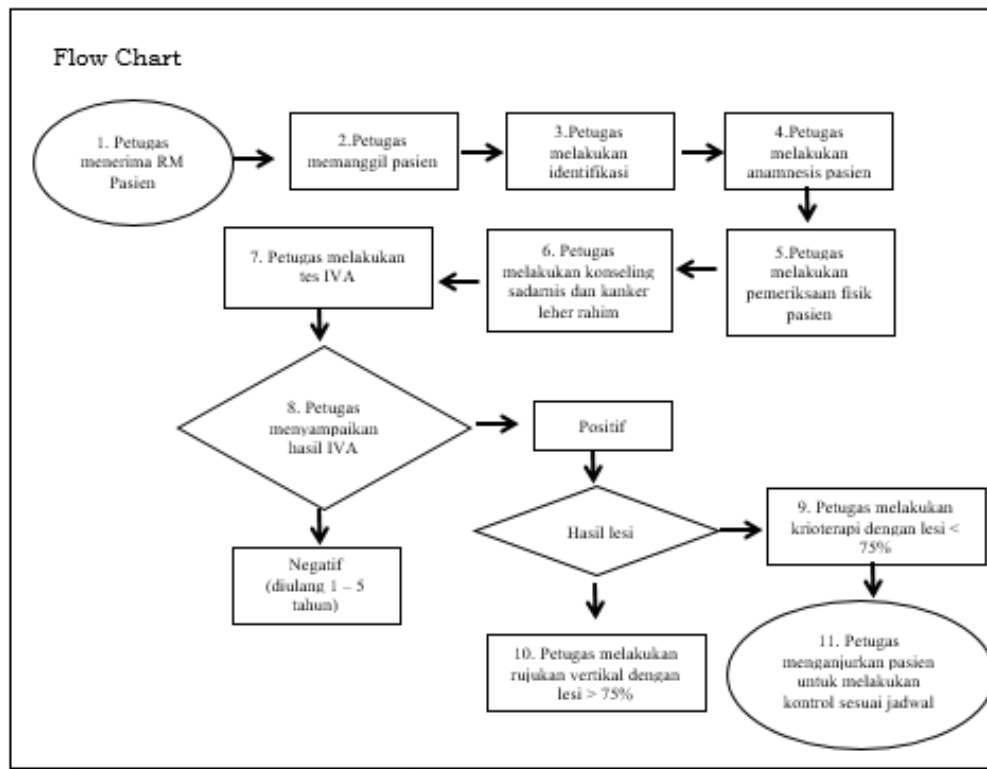 Flow Chart
1. Petugas
menerima RM
Pasien
2.Petugas
memanggil pasien
3.Petugas
melakukan
identifikasi
4.Petugas
melakukan
anamnesis pasien
5.Petugas
melakukan
pemeriksaan fisik
pasien
6. Petugas
melakukan konseling
sadarnis dan kanker
leher rahim
7. Petugas melakukan
tes IVA
8. Petugas
menyampaikan
hasil IVA
Positif
Negatif
(diulang 1 – 5
tahun)
Hasil lesi
9. Petugas melakukan
krioterapi dengan lesi <
75%
10. Petugas melakukan
rujukan vertikal dengan
lesi > 75%
11. Petugas
menganjurkan pasien
untuk melakukan
kontrol sesuai jadwal